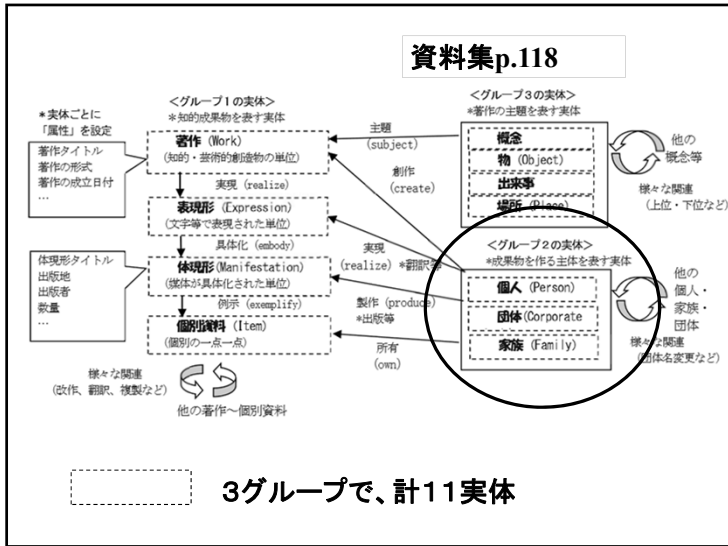 資料集p.118
＜グループ1の実体＞
＊知的成果物を表す実体
＊実体ごとに
「属性」を設定
著作タイトル
著作の形式
著作の成立日付
…
著作 (Work)
(知的・芸術的創造物の単位)
実現 (realize)
表現形 (Expression)
(文字等で表現された単位)
具体化 (embody)
体現形タイトル
出版地
出版者
数量
…
体現形(Manifestation)
(媒体が具体化された単位)
例示 (exemplify)
個別資料 (Item)
(個別の一点一点)
様々な関連
(改作、翻訳、複製など)
他の著作～個別資料
主題
(subject)
創作
(create)
実現
(realize) *翻訳等
製作 (produce)
*出版等
所有
(own)
＜グループ3の実体＞
*著作の主題を表す実体
概念
物 (Object)
出来事
場所 (Place)
他の
概念等
様々な関連
(上位・下位など)
＜グループ2の実体＞
*成果物を作る主体を表す実体
個人 (Person)
団体(Corporate
家族 (Family)
他の
個人・
家族・
団体
様々な関連
(団体名変更など)
３グループで、計１１実体